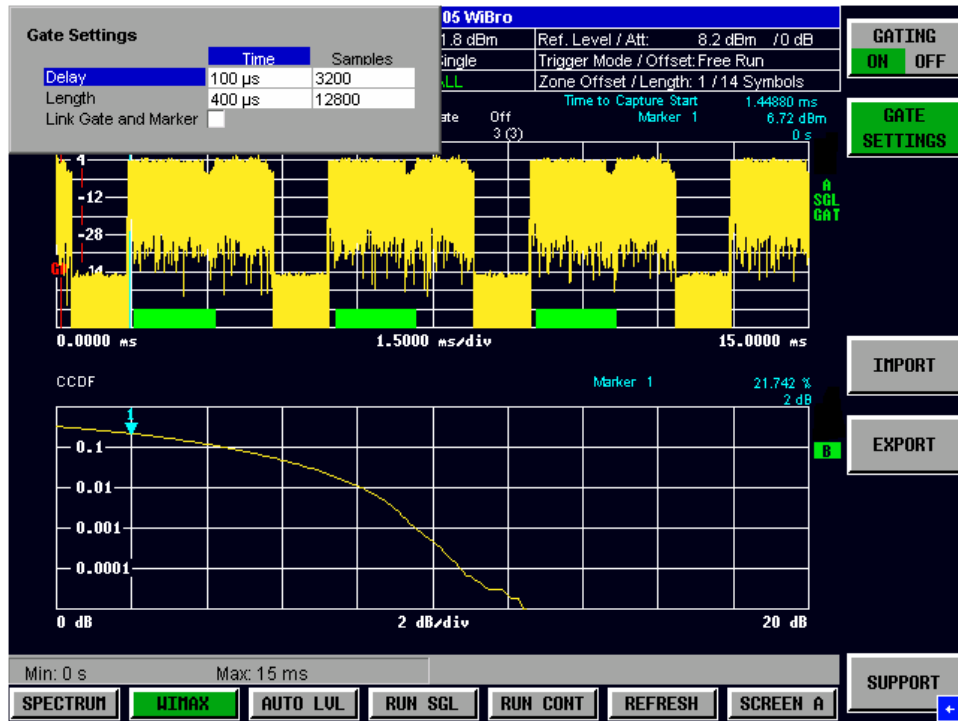 Gate Settings
Time Samples
Delay 100 µs 3200
Length 400 µs 12800
Link Gate and Marker
05 WiBro
1.8 dBm Ref. Level / Att: 8.2 dBm /0 dB
ingle Trigger Mode / Offset: Free Run
ALL Zone Offset / Length: 1 / 14 Symbols
Time to Capture Start 1.44880 ms
ate Off Marker 1 6.72 dBm
3 (3) 0 s
4
-12
-28
A
SGL
GAT
0.0000 ms 1.5000 ms/div 15.0000 ms
CCDF Marker 1 21.742 %
2 dB
1
0.1
B
0.01
0.001
0.0001
0 dB 2 dB/div 20 dB
Min: 0 s Max: 15 ms
SPECTRUM WIMAX AUTO LVL RUN SGL RUN CONT REFRESH SCREEN A
GATING
ON OFF
GATE
SETTINGS
IMPORT
EXPORT
SUPPORT